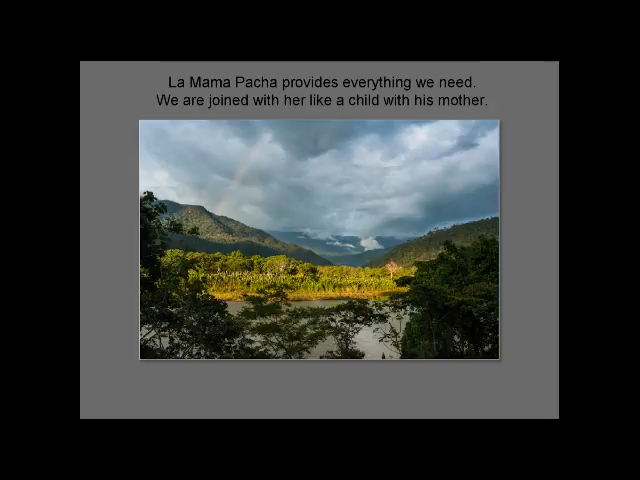 La Mama Pacha provides everything we need.
We are joined with her like a child with his mother.